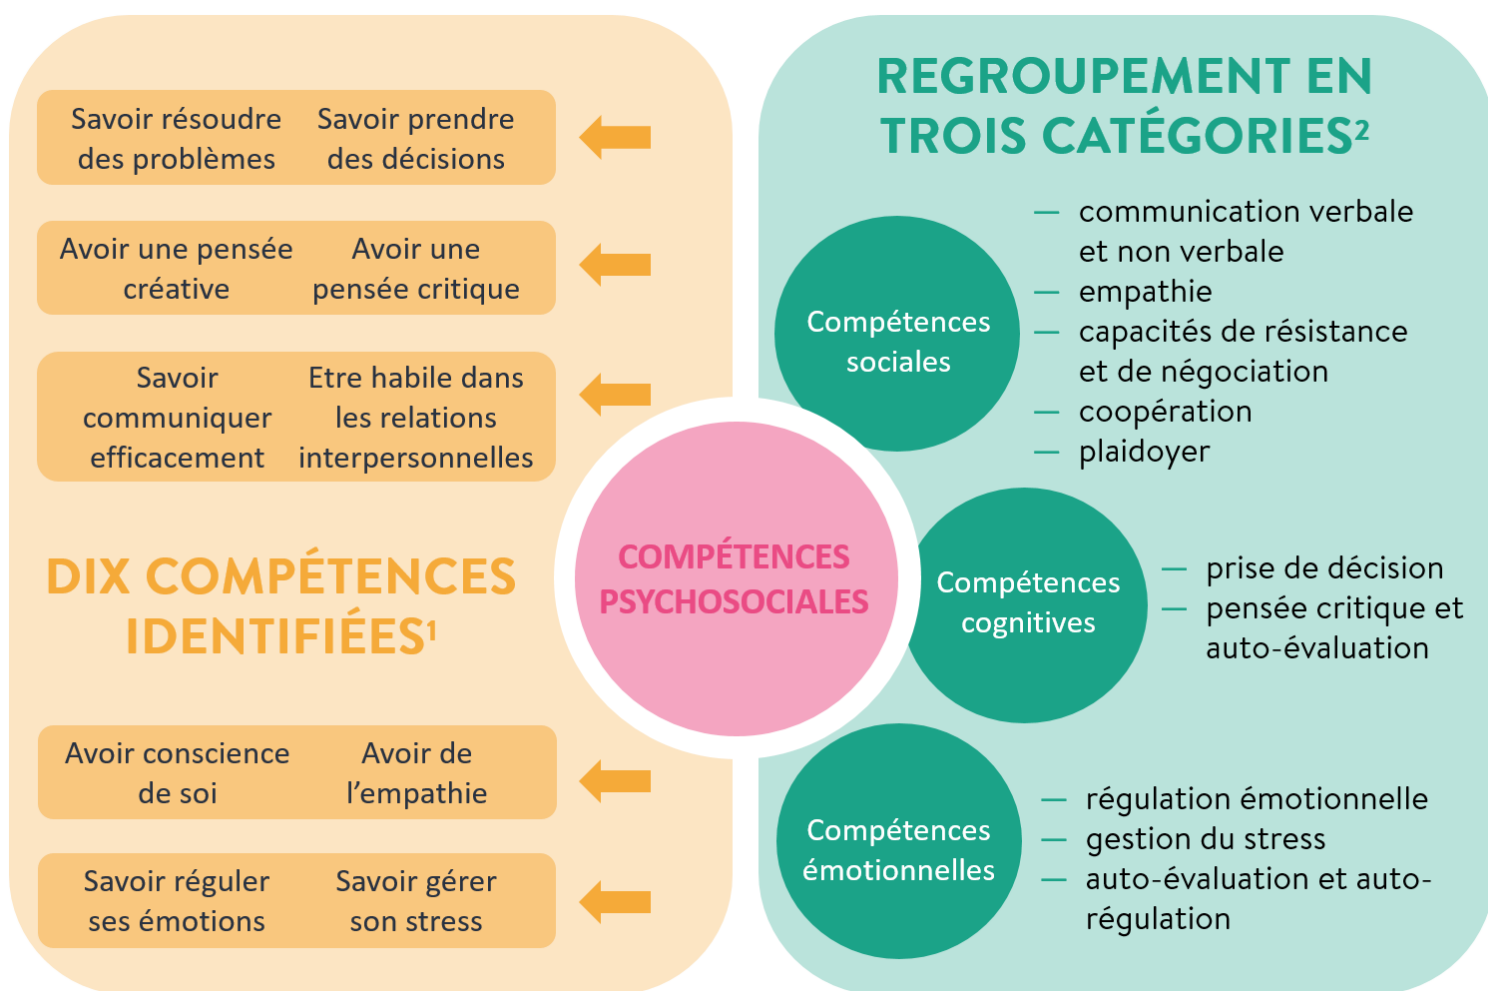 Savoir résoudre
des problèmes
Savoir prendre
des décisions
Avoir une pensée
créative
Avoir une
pensée critique
Savoir
communiquer
efficacement
Etre habile dans
les relations
interpersonnelles
DIX COMPÉTENCES
IDENTIFIÉES¹
Avoir conscience
de soi
Avoir de
l’empathie
Savoir réguler
ses émotions
Savoir gérer
son stress
COMPÉTENCES
PSYCHOSOCIALES
REGROUPEMENT EN
TROIS CATÉGORIES²
Compétences
sociales
— communication verbale
et non verbale
— empathie
— capacités de résistance
et de négociation
— coopération
— plaidoyer
Compétences
cognitives
— prise de décision
— pensée critique et
auto-évaluation
Compétences
émotionnelles
— régulation émotionnelle
— gestion du stress
— auto-évaluation et auto-
régulation